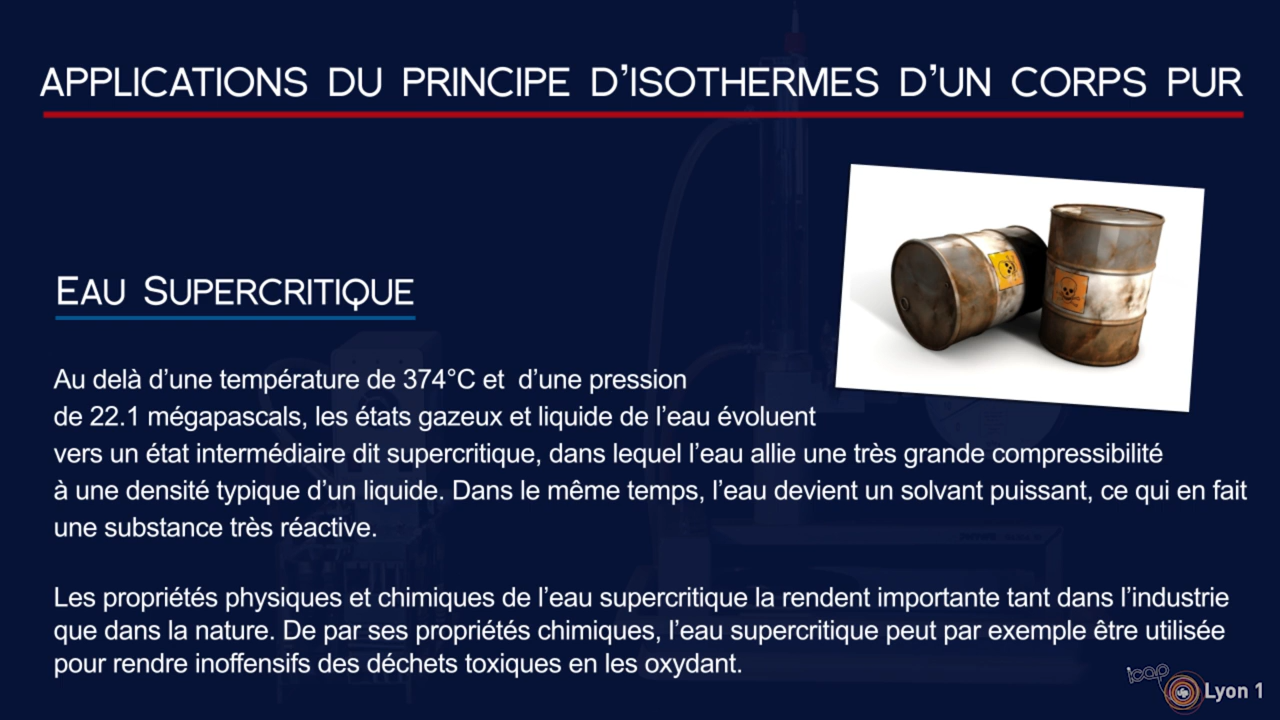 APPLICATIONS DU PRINCIPE D'ISOTHERMES D'UN CORPS PUR
EAU SUPERCRITIQUE
Au delà d'une température de 374°C et d'une pression
de 22.1 mégapascals, les états gazeux et liquide de l'eau évoluent
vers un état intermédiaire dit supercritique, dans lequel l'eau allie une très grande compressibilité
à une densité typique d'un liquide. Dans le même temps, l'eau devient un solvant puissant, ce qui en fait
une substance très réactive.
Les propriétés physiques et chimiques de l'eau supercritique la rendent importante tant dans l'industrie
que dans la nature. De par ses propriétés chimiques, l'eau supercritique peut par exemple être utilisée
pour rendre inoffensifs des déchets toxiques en les oxydant.
icap
Lyon 1